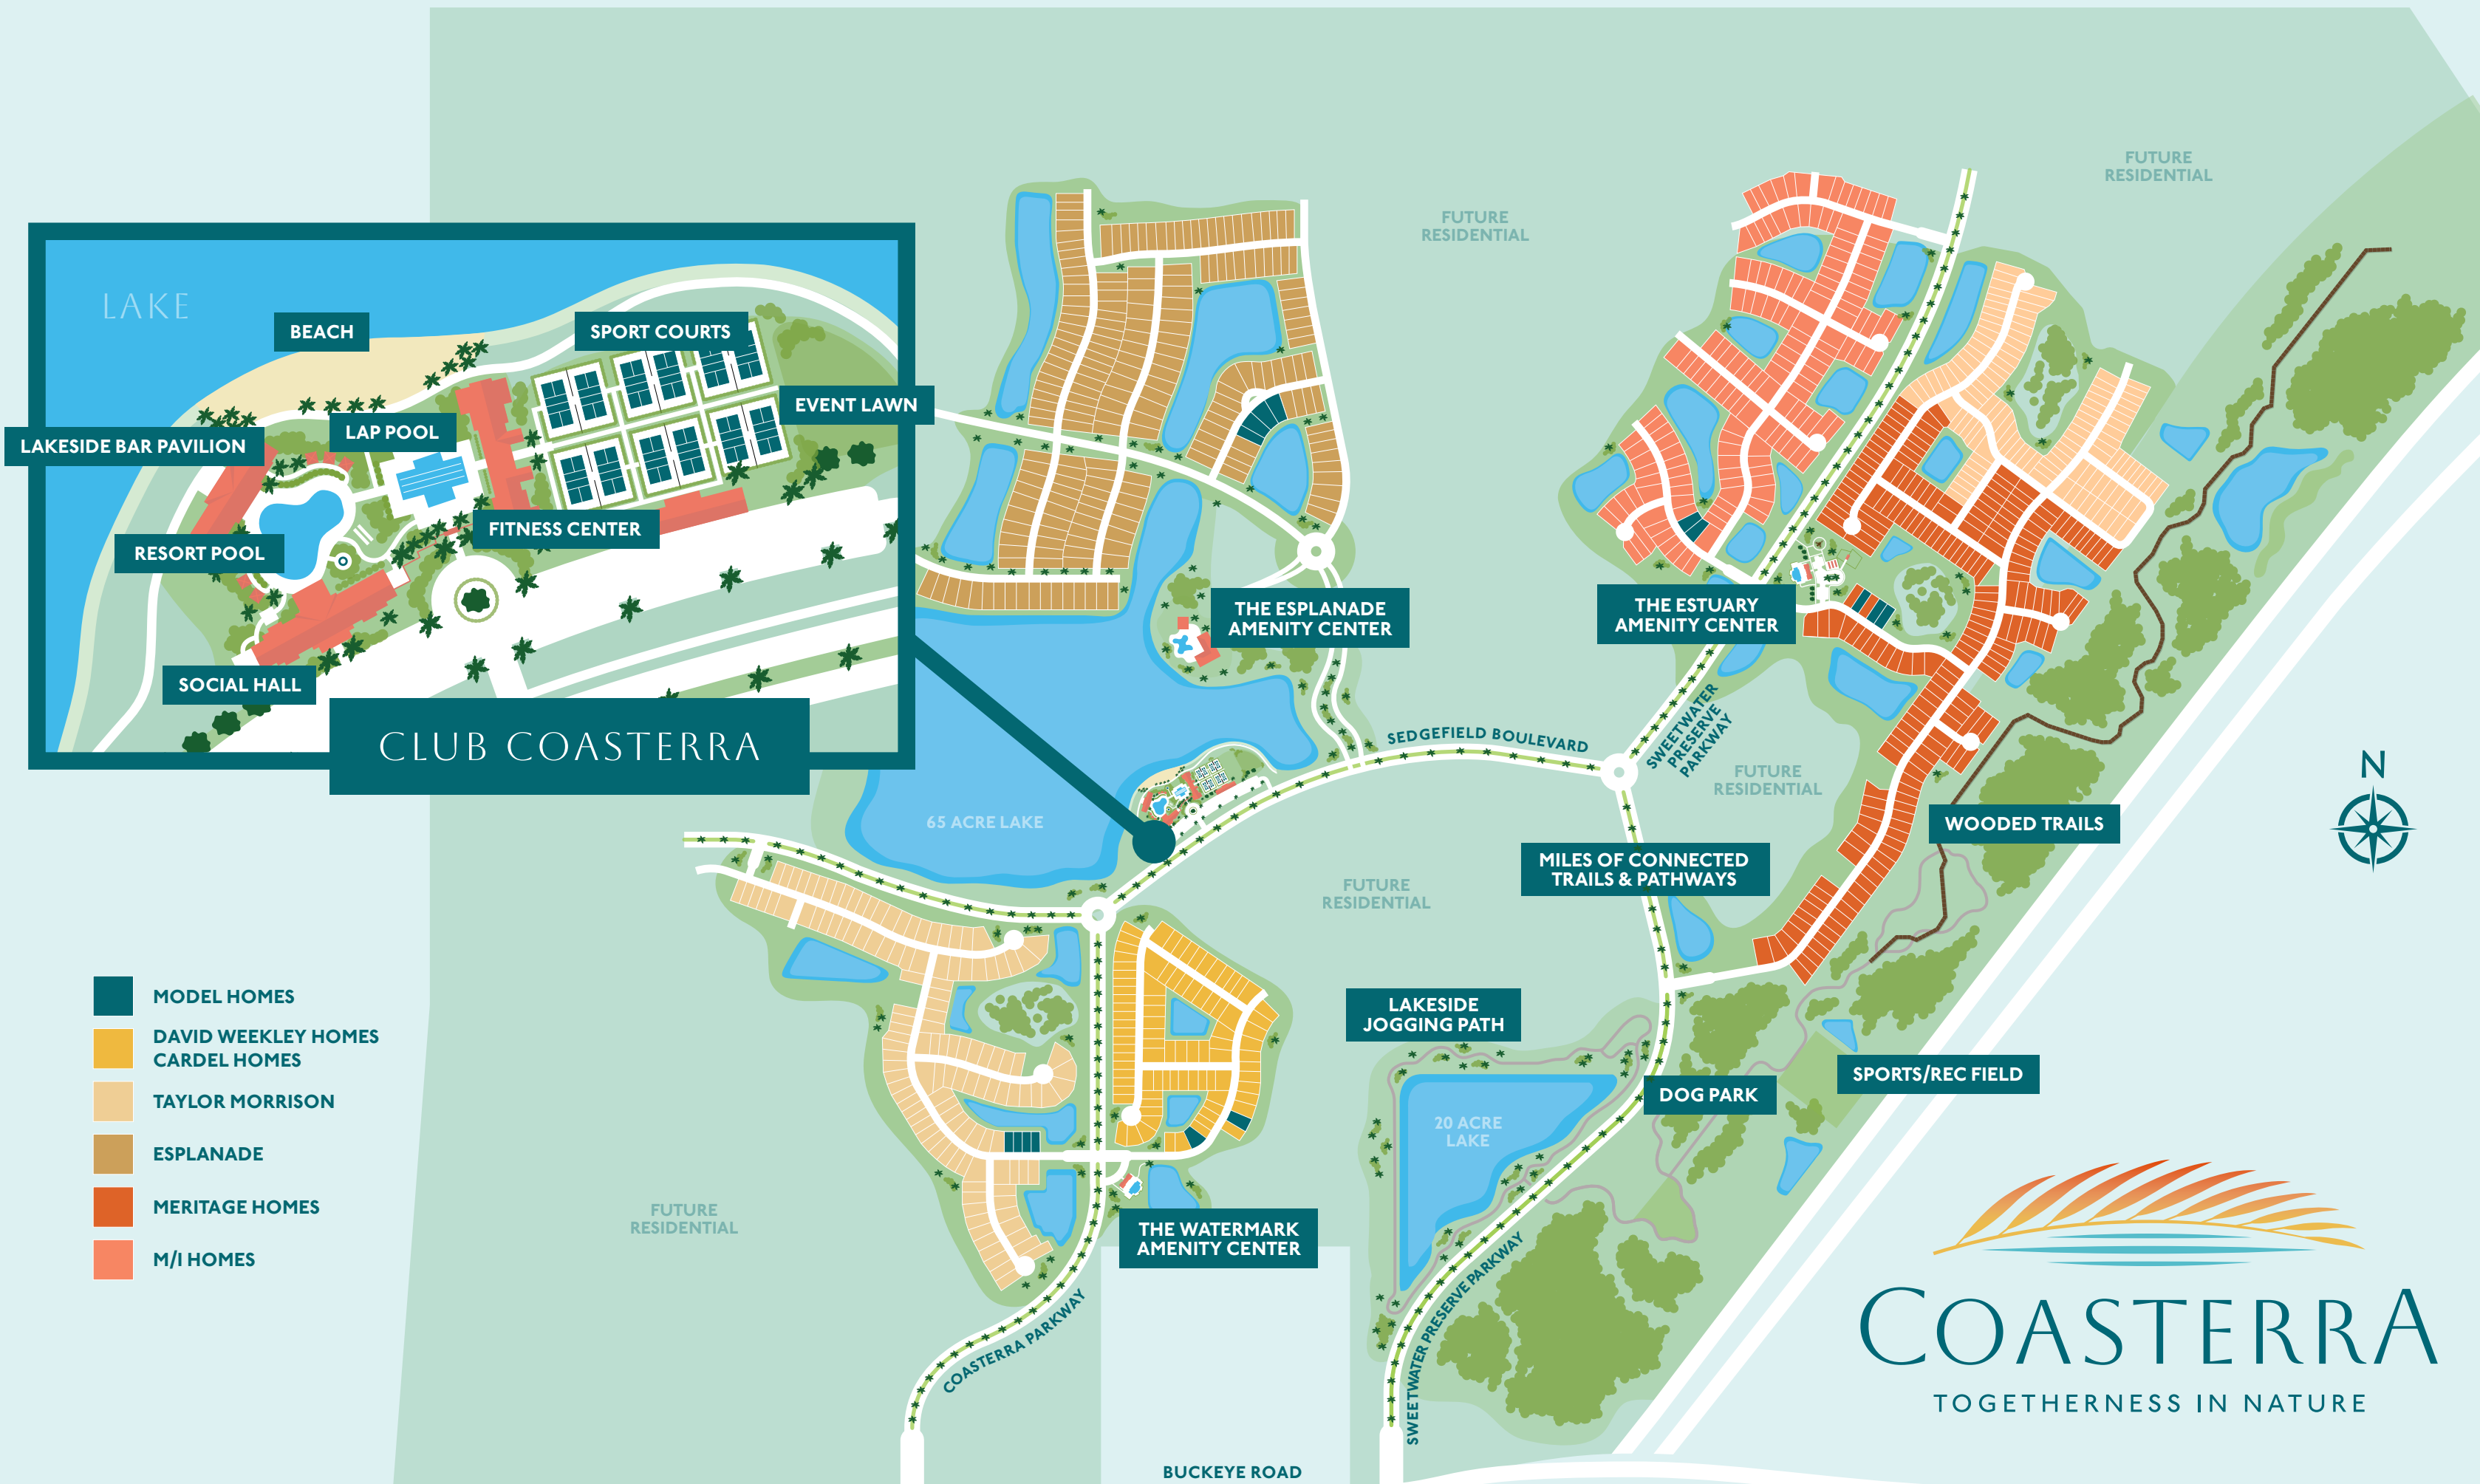 FUTURE
RESIDENTIAL
FUTURE
RESIDENTIAL
LAKE
BEACH
SPORT COURTS
EVENT LAWN
LAP POOL
LAKESIDE BAR PAVILION
FITNESS CENTER
RESORT POOL
SOCIAL HALL
CLUB COASTERRA
THE ESPLANADE
AMENITY CENTER
THE ESTUARY
AMENITY CENTER
SEDGEFIELD BOULEVARD
SWEETWATER
PRESERVE
PARKWAY
FUTURE
RESIDENTIAL
N
65 ACRE LAKE
WOODED TRAILS
MILES OF CONNECTED
TRAILS & PATHWAYS
FUTURE
RESIDENTIAL
MODEL HOMES
DAVID WEEKLEY HOMES
CARDEL HOMES
TAYLOR MORRISON
ESPLANADE
MERITAGE HOMES
M/I HOMES
LAKESIDE
JOGGING PATH
SPORTS/REC FIELD
DOG PARK
20 ACRE
LAKE
FUTURE
RESIDENTIAL
THE WATERMARK
AMENITY CENTER
COASTERRA PARKWAY
SWEETWATER PRESERVE PARKWAY
COASTERRA
TOGETHERNESS IN NATURE
BUCKEYE ROAD